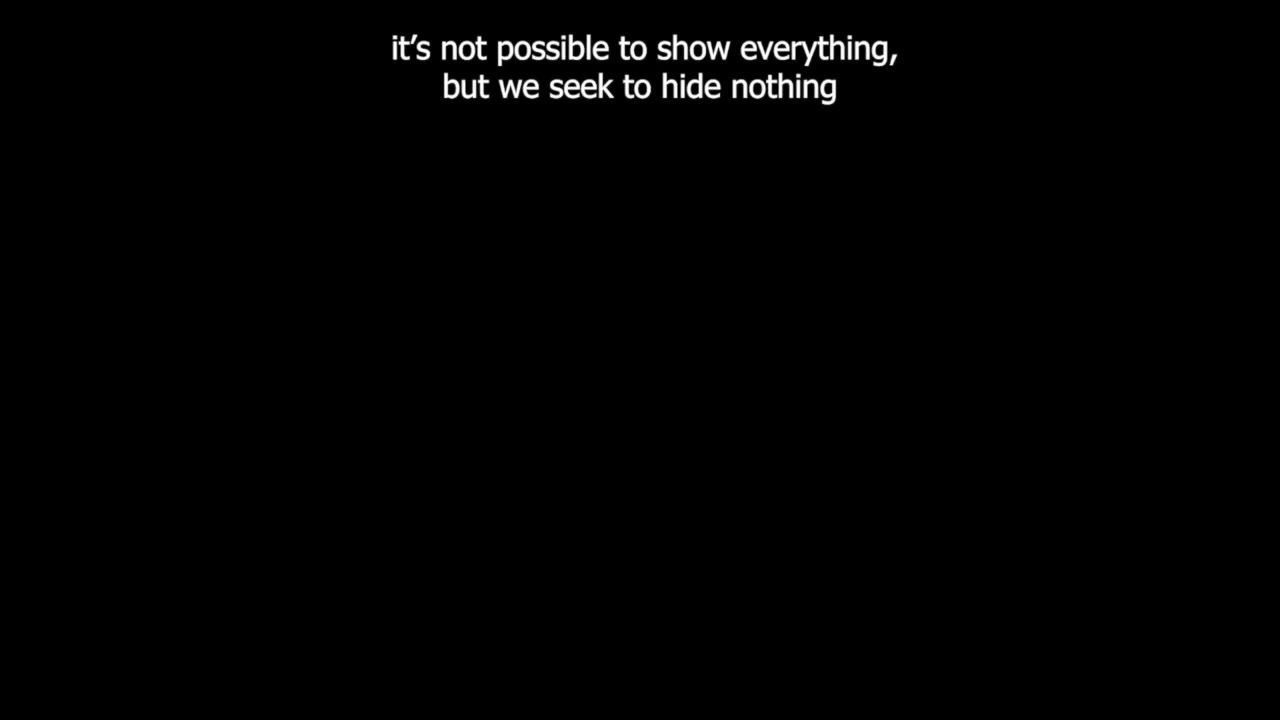 it’s not possible to show everything,
but we seek to hide nothing